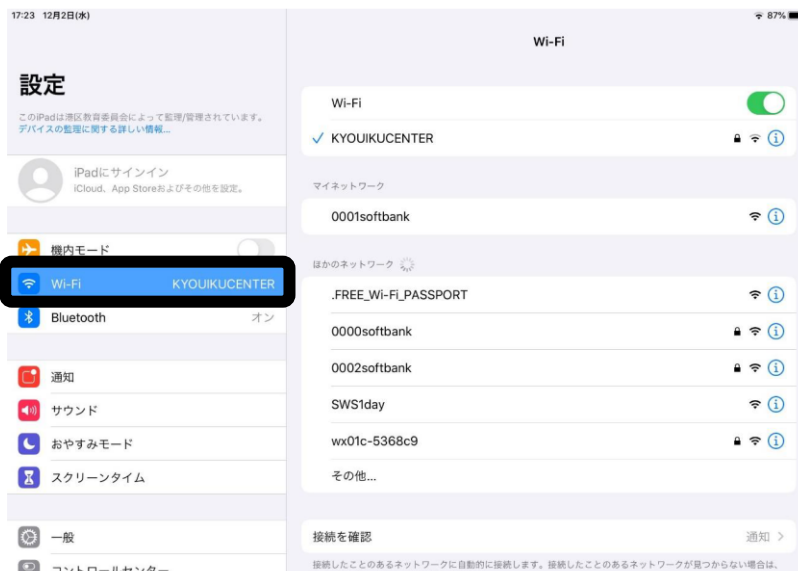 17:23 12月2日(水)
87%
設定
このiPadは港区教育委員会によって監理/管理されています。
デバイスの監理に関する詳しい情報...
iPadにサインイン
iCloud、App Storeおよびその他を設定。
機内モード
Wi-Fi KYOUIKUCENTER
Bluetooth オン
通知
サウンド
おやすみモード
スクリーンタイム
一般
コントロールセンター
Wi-Fi
Wi-Fi
KYOUIKUCENTER
マイネットワーク
0001softbank
ほかのネットワーク
.FREE_Wi-Fi_PASSPORT
0000softbank
0002softbank
SWS1day
wx01c-5368c9
その他...
接続を確認 通知
接続したことのあるネットワークに自動的に接続します。接続したことのあるネットワークが見つからない場合は、